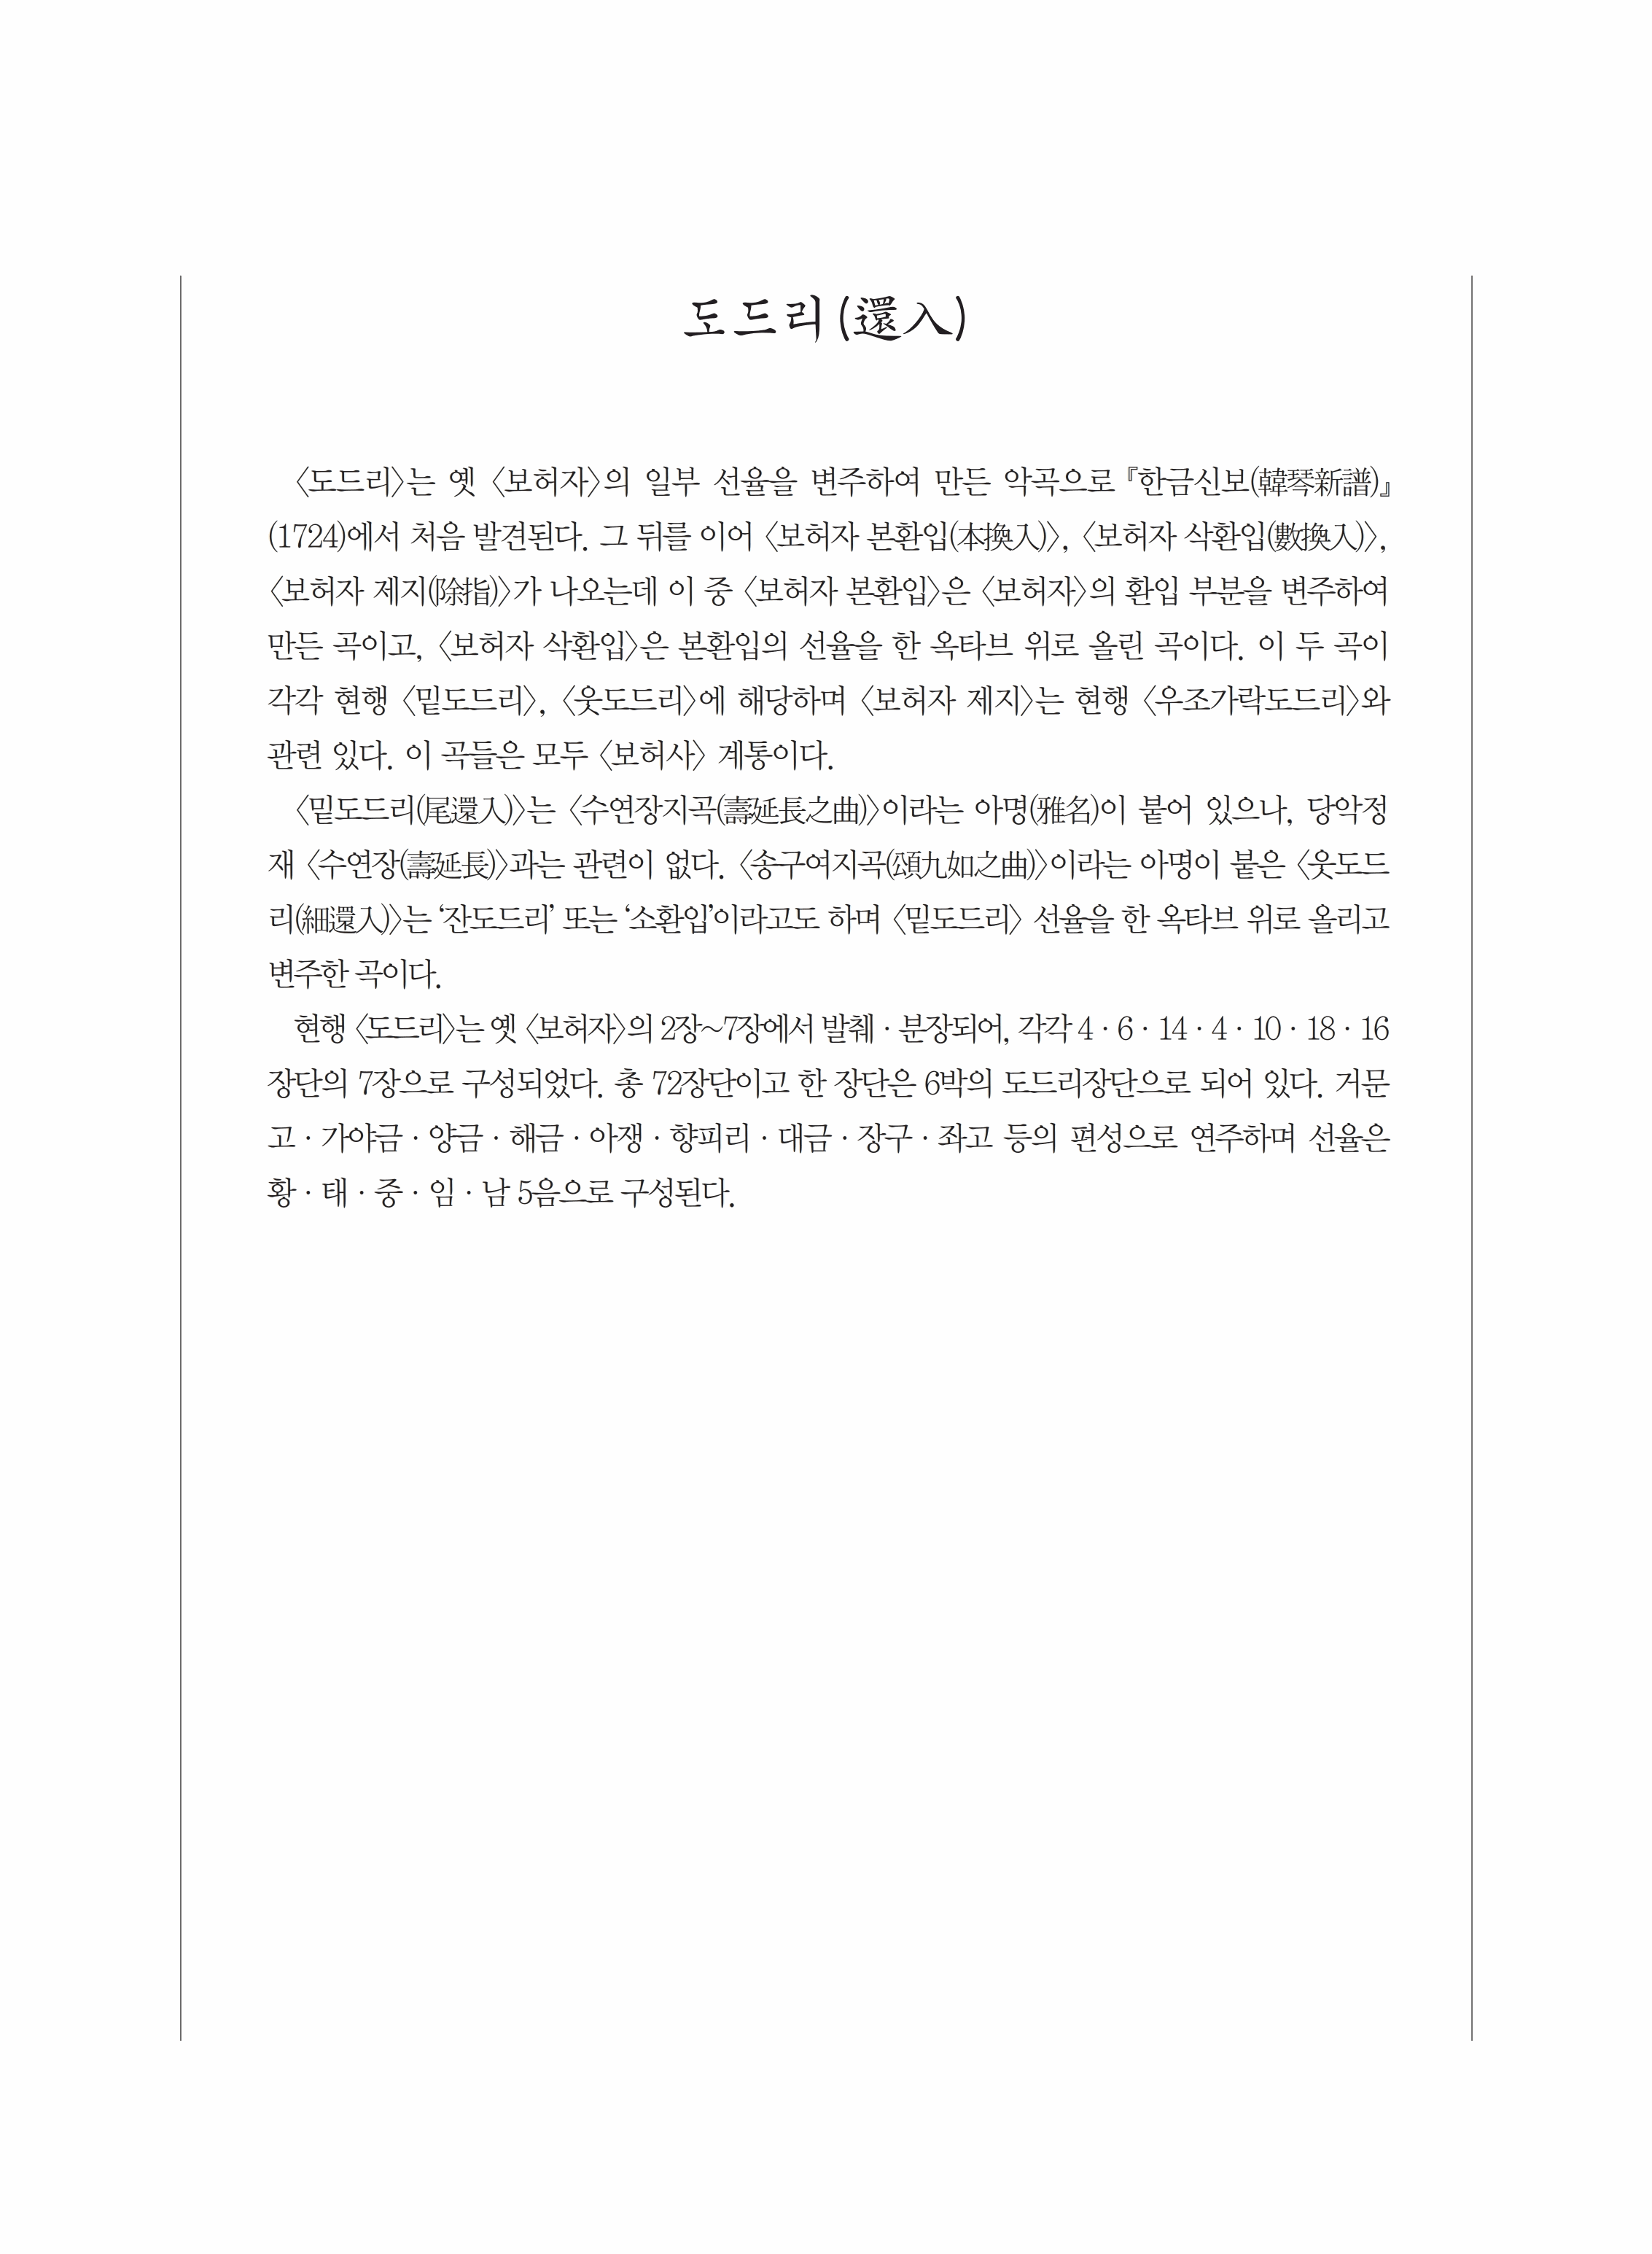 도드리(還入)
〈도드리〉는 옛 〈보허자〉의 일부 선율을 변주하여 만든 악곡으로 『한금신보(韓琴新譜)』
(1724)에서 처음 발견된다. 그 뒤를 이어 〈보허자 본환입(本換入)〉, 〈보허자 삭환입(數換入)〉,
〈보허자 제지(除指)〉가 나오는데 이 중 〈보허자 본환입〉은 〈보허자〉의 환입 부분을 변주하여
만든 곡이고, 〈보허자 삭환입〉은 본환입의 선율을 한 옥타브 위로 올린 곡이다. 이 두 곡이
각각 현행 〈밑도드리〉, 〈웃도드리〉에 해당하며 〈보허자 제지〉는 현행 〈우조가락도드리〉와
관련 있다. 이 곡들은 모두 〈보허사〉 계통이다.
〈밑도드리(尾還入)〉는 〈수연장지곡(壽延長之曲)〉이라는 아명(雅名)이 붙어 있으나, 당악정
재 〈수연장(壽延長)〉과는 관련이 없다. 〈송구여지곡(頌九如之曲)〉이라는 아명이 붙은 〈웃도드
리(細還入)〉는 ‘잔도드리’ 또는 ‘소환입’이라고도 하며 〈밑도드리〉 선율을 한 옥타브 위로 올리고
변주한 곡이다.
현행 〈도드리〉는 옛 〈보허자〉의 2장~7장에서 발췌·분장되어, 각각 4·6·14·4·10·18·16
장단의 7장으로 구성되었다. 총 72장단이고 한 장단은 6박의 도드리장단으로 되어 있다. 거문
고·가야금·양금·해금·아쟁·향피리·대금·장구·좌고 등의 편성으로 연주하며 선율은
황·태·중·임·남 5음으로 구성된다.